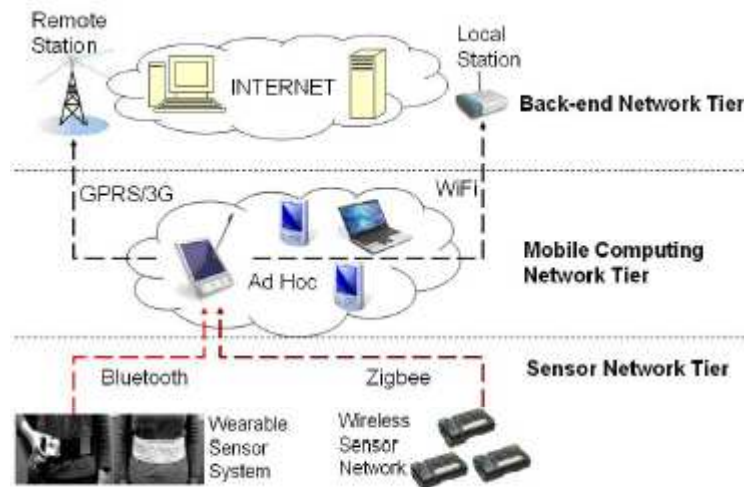 Remote
Station
INTERNET
Local
Station
Back-end Network Tier
GPRS/3G
WiFi
Ad Hoc
Mobile Computing
Network Tier
Bluetooth
Zigbee
Sensor Network Tier
Wearable
Sensor
System
Wireless
Sensor
Network